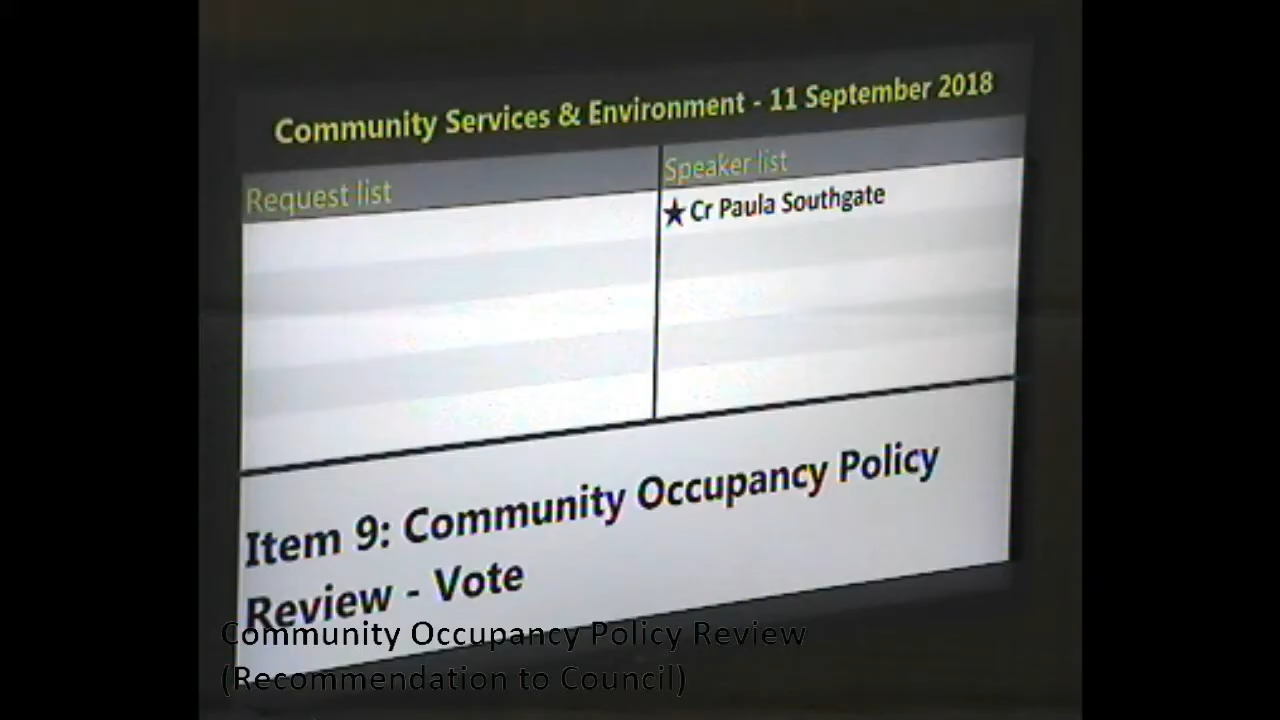 Community Services & Environment - 11 September 2018
Request list
Speaker list
★ Cr Paula Southgate
Item 9: Community Occupancy Policy
Review - Vote
Community Occupancy Policy Review
(Recommendation to Council)